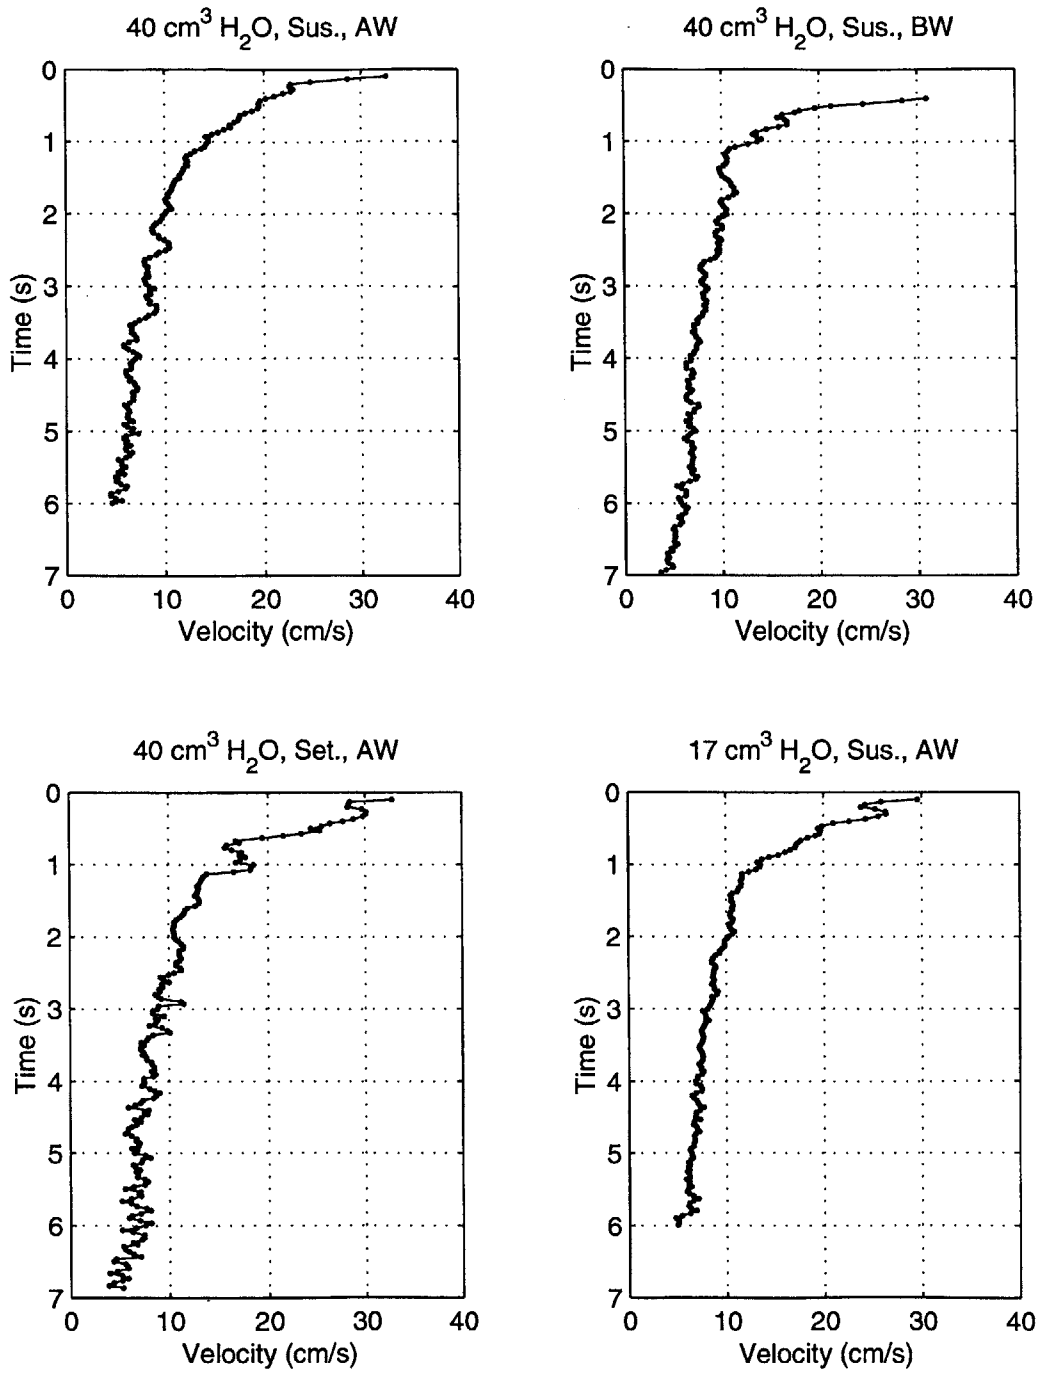 40 cm³ H₂O, Sus., AW
0
1
2
3
4
5
6
7
Time (s)
0 10 20 30 40
Velocity (cm/s)
40 cm³ H₂O, Sus., BW
0
1
2
3
4
5
6
7
Time (s)
0 10 20 30 40
Velocity (cm/s)
40 cm³ H₂O, Set., AW
0
1
2
3
4
5
6
7
Time (s)
0 10 20 30 40
Velocity (cm/s)
17 cm³ H₂O, Sus., AW
0
1
2
3
4
5
6
7
Time (s)
0 10 20 30 40
Velocity (cm/s)